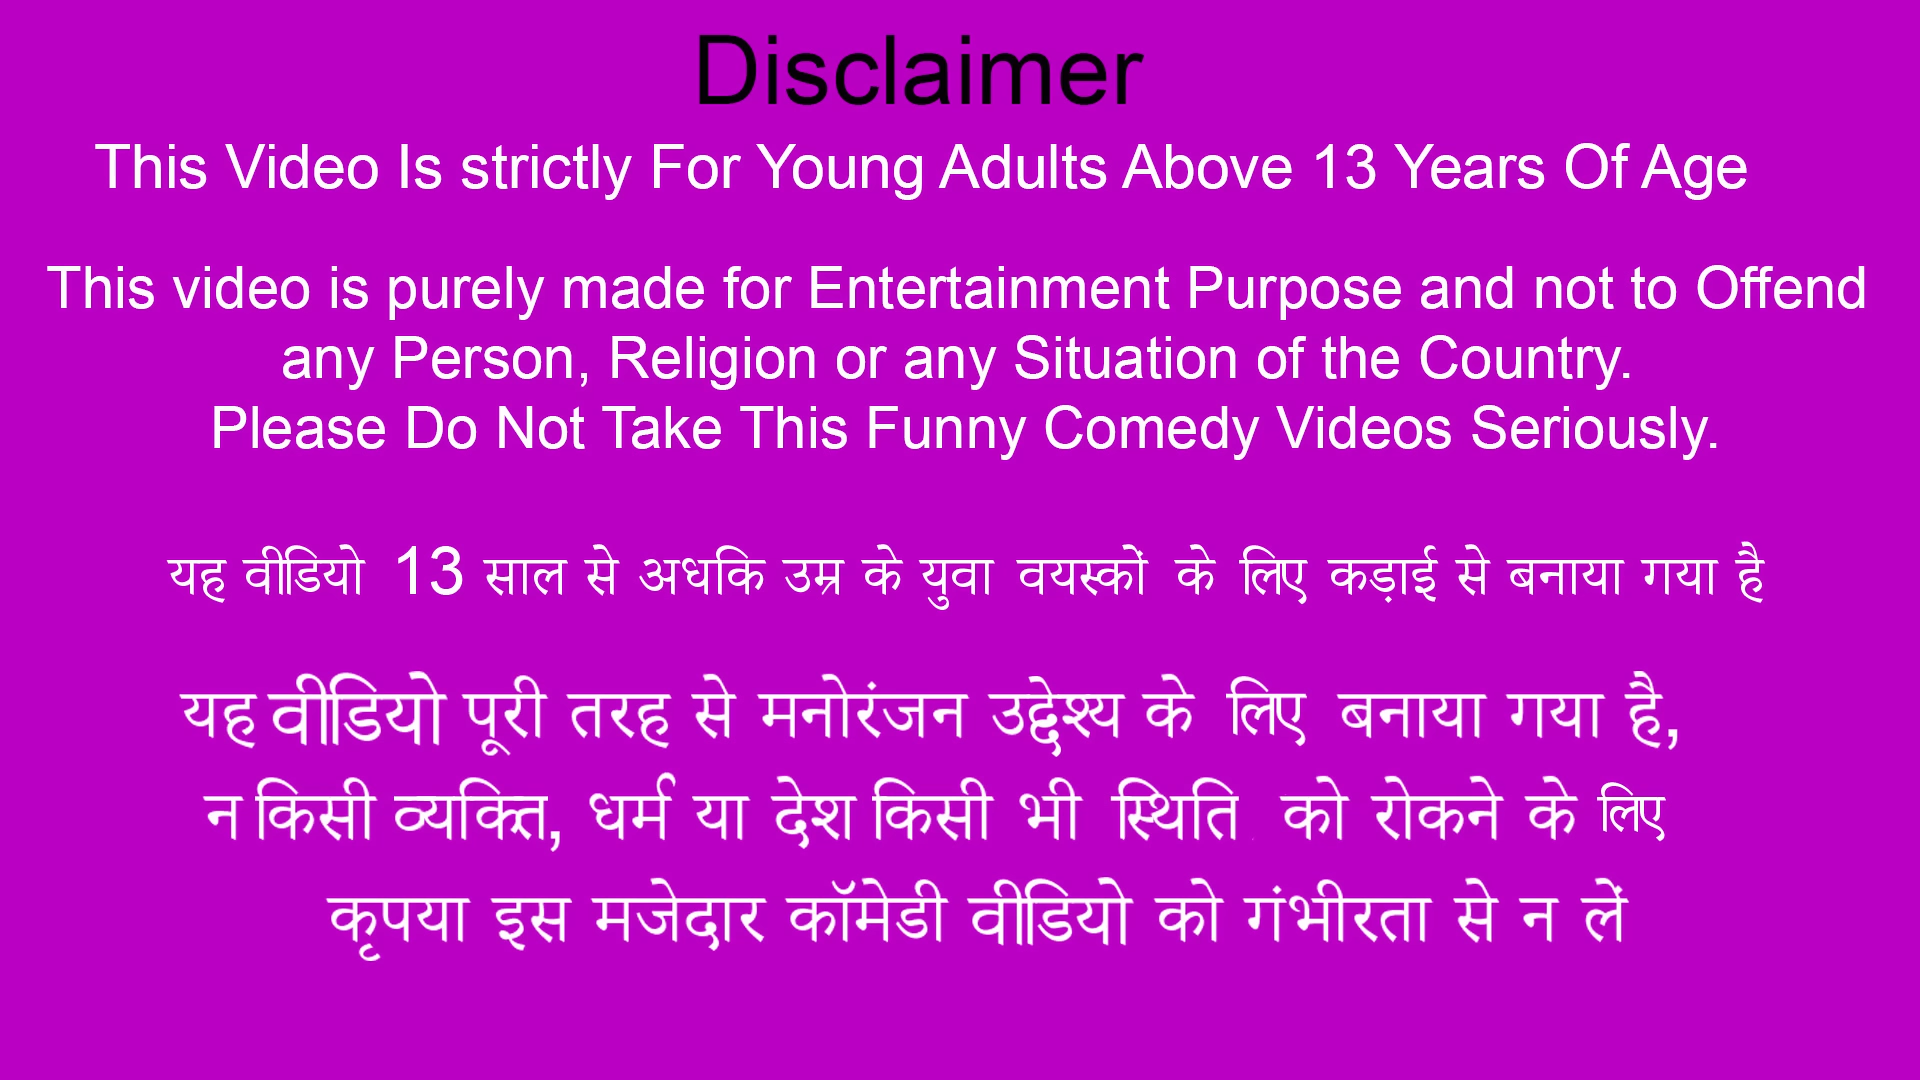 Disclaimer
This Video Is strictly For Young Adults Above 13 Years Of Age
This video is purely made for Entertainment Purpose and not to Offend
any Person, Religion or any Situation of the Country.
Please Do Not Take This Funny Comedy Videos Seriously.
यह वीडियो 13 साल से अधकि उम्र के युवा वयस्कों के लिए कड़ाई से बनाया गया है
यह वीडियो पूरी तरह से मनोरंजन उद्देश्य के लिए बनाया गया है,
न किसी व्यक्ति, धर्म या देश किसी भी स्थिति को रोकने के लिए
कृपया इस मजेदार कॉमेडी वीडियो को गंभीरता से न लें